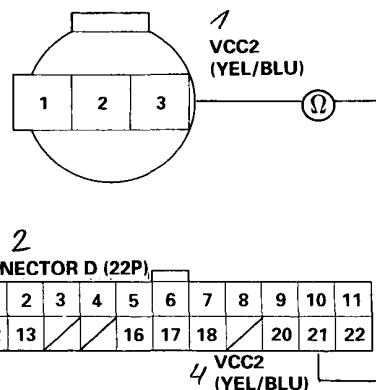 1
VCC2
(YEL/BLU)
1 2 3
Ω
2
NECTOR D (22P)
2 3 4 5 6 7 8 9 10 11
13 16 17 18 20 21 22
4 VCC2
(YEL/BLU)